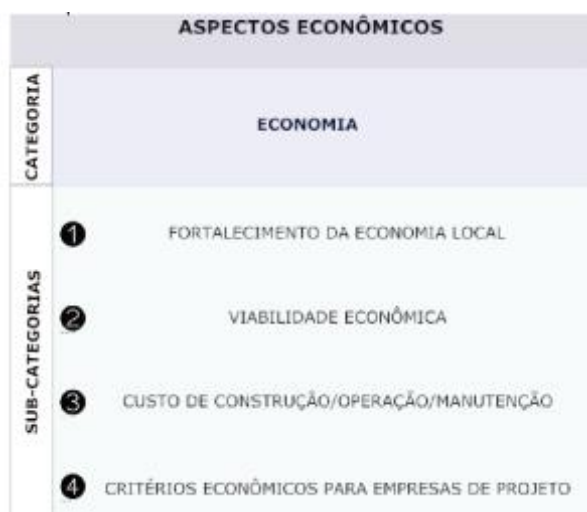 ASPECTOS ECONÔMICOS
CATEGORIA
ECONOMIA
SUB-CATEGORIAS
1 FORTALECIMENTO DA ECONOMIA LOCAL
2 VIABILIDADE ECONÔMICA
3 CUSTO DE CONSTRUÇÃO/OPERAÇÃO/MANUTENÇÃO
4 CRITÉRIOS ECONÔMICOS PARA EMPRESAS DE PROJETO